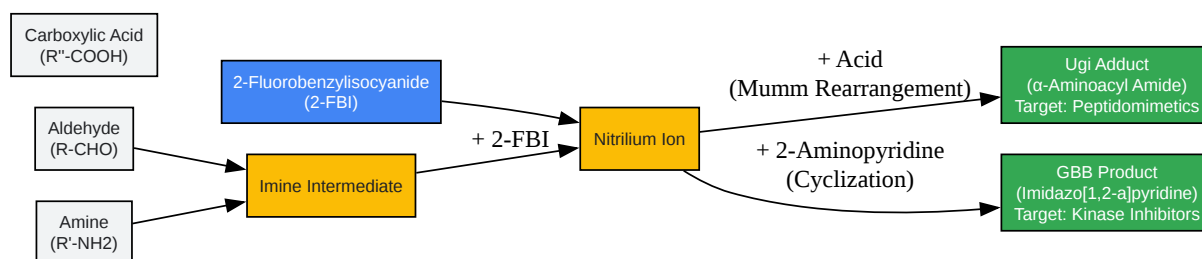 Carboxylic Acid
(R"-COOH)
Aldehyde
(R-CHO)
Amine
(R'-NH2)
2-Fluorobenzylisocyanide
(2-FBI)
Imine Intermediate
+ 2-FBI
Nitrilium Ion
+ Acid
(Mumm Rearrangement)
+ 2-Aminopyridine
(Cyclization)
Ugi Adduct
(α-Aminoacyl Amide)
Target: Peptidomimetics
GBB Product
(Imidazo[1,2-a]pyridine)
Target: Kinase Inhibitors